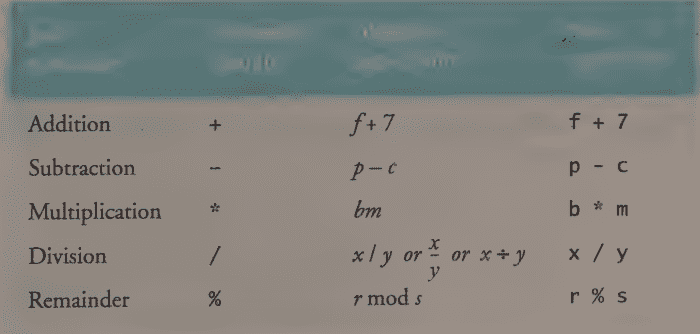 Addition + f + 7 f + 7
Subtraction – p – c p - c
Multiplication * bm b * m
Division / x / y or x/y or x ÷ y x / y
Remainder % r mod s r % s